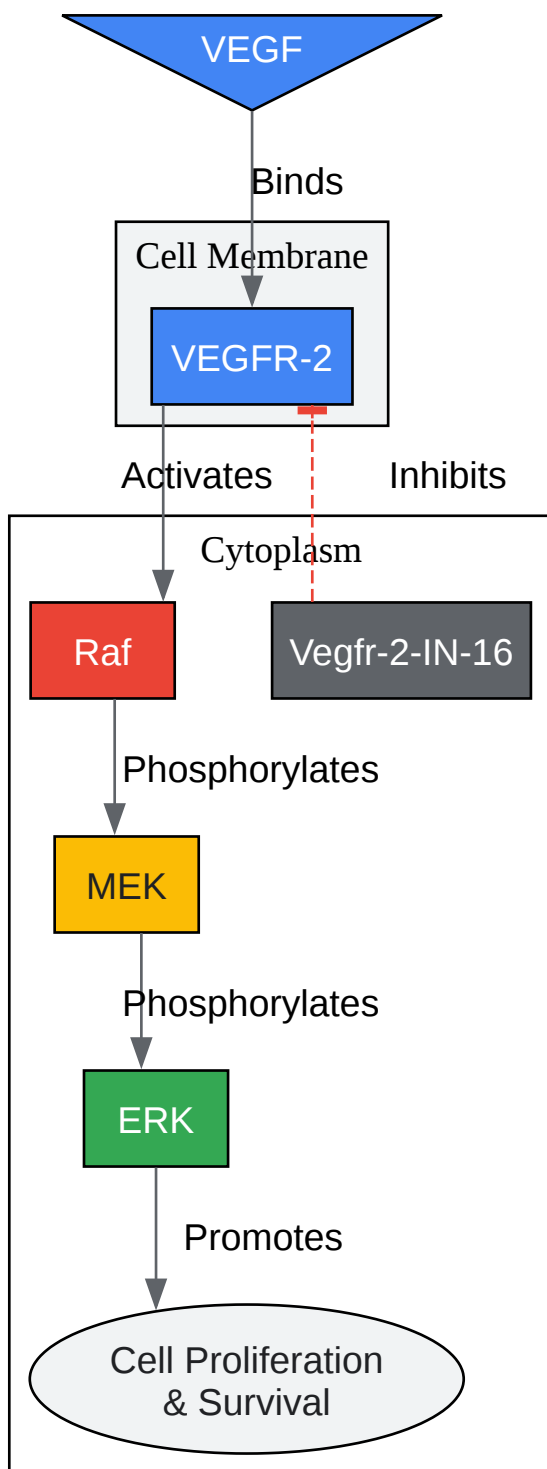 VEGF
Binds
Cell Membrane
VEGFR-2
Activates
Inhibits
Cytoplasm
Raf
Vegfr-2-IN-16
Phosphorylates
MEK
Phosphorylates
ERK
Promotes
Cell Proliferation
& Survival